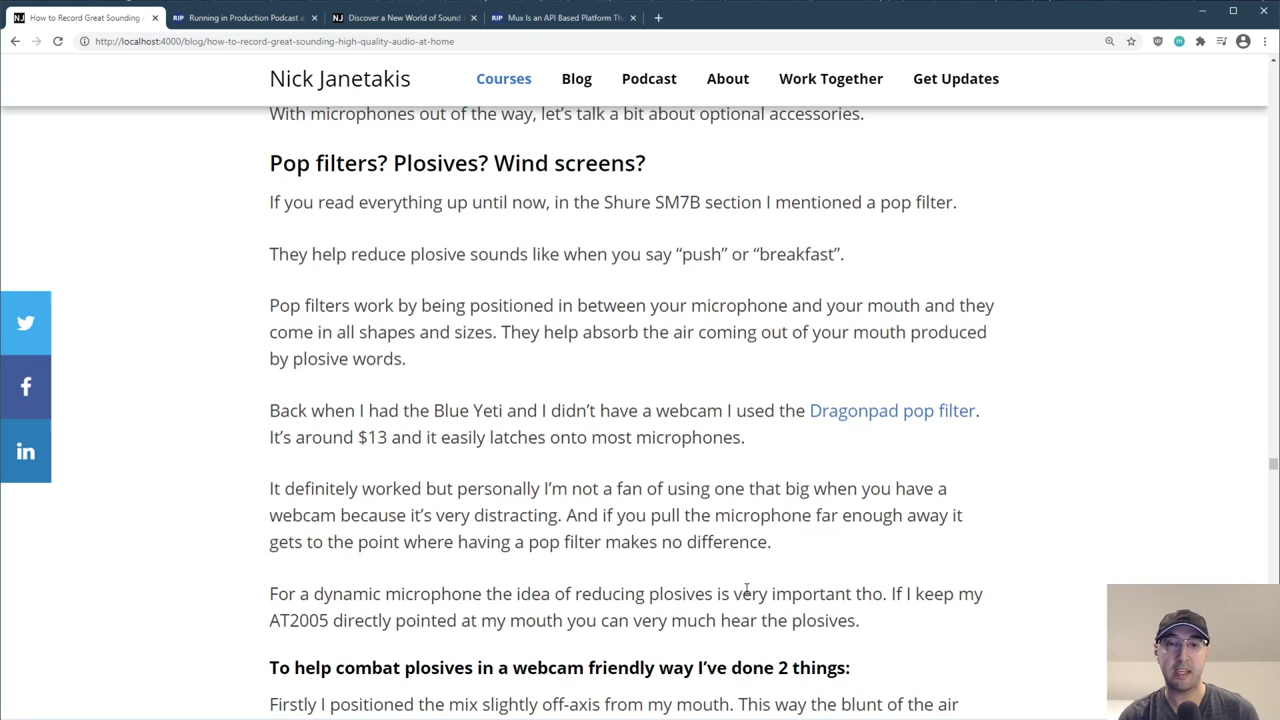 How to Record Great Sounding
Running in Production Podcast a
Discover a New World of Sound
Mux Is an API Based Platform Th
http://localhost:4000/blog/how-to-record-great-sounding-high-quality-audio-at-home
Nick Janetakis
Courses
Blog
Podcast
About
Work Together
Get Updates
With microphones out of the way, let's talk a bit about optional accessories.
Pop filters? Plosives? Wind screens?
If you read everything up until now, in the Shure SM7B section I mentioned a pop filter.
They help reduce plosive sounds like when you say “push” or “breakfast”.
Pop filters work by being positioned in between your microphone and your mouth and they
come in all shapes and sizes. They help absorb the air coming out of your mouth produced
by plosive words.
Back when I had the Blue Yeti and I didn't have a webcam I used the Dragonpad pop filter.
It's around $13 and it easily latches onto most microphones.
It definitely worked but personally I'm not a fan of using one that big when you have a
webcam because it's very distracting. And if you pull the microphone far enough away it
gets to the point where having a pop filter makes no difference.
For a dynamic microphone the idea of reducing plosives is very important tho. If I keep my
AT2005 directly pointed at my mouth you can very much hear the plosives.
To help combat plosives in a webcam friendly way I've done 2 things:
Firstly I positioned the mix slightly off-axis from my mouth. This way the blunt of the air